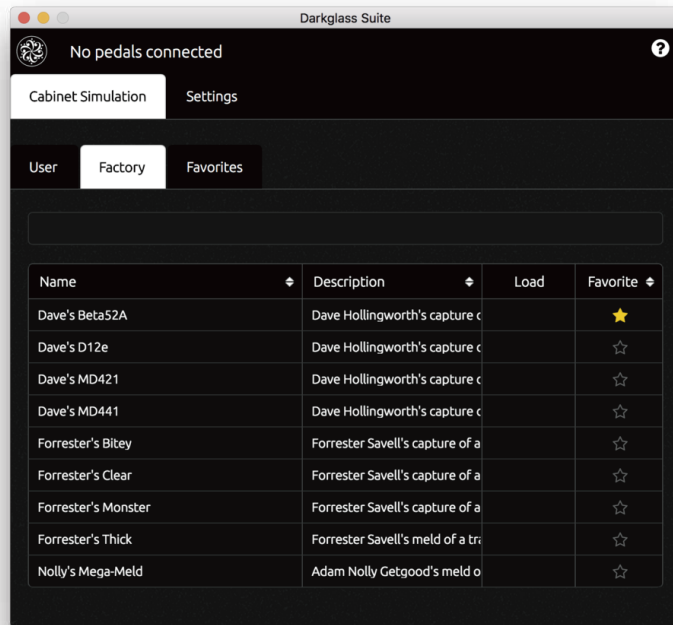 Darkglass Suite
No pedals connected
?
Cabinet Simulation Settings
User Factory Favorites
Name Description Load Favorite
Dave's Beta52A Dave Hollingworth's capture
Dave's D12e Dave Hollingworth's capture
Dave's MD421 Dave Hollingworth's capture
Dave's MD441 Dave Hollingworth's capture
Forrester's Bitey Forrester Savell's capture of a
Forrester's Clear Forrester Savell's capture of a
Forrester's Monster Forrester Savell's capture of a
Forrester's Thick Forrester Savell's meld of a
Nolly's Mega-Meld Adam Nolly Getgood's meld